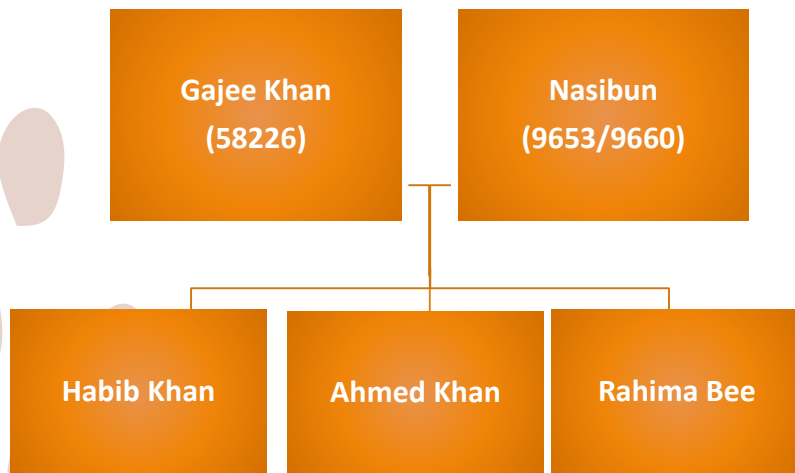 Gajee Khan
(58226)
Nasibun
(9653/9660)
Habib Khan
Ahmed Khan
Rahima Bee